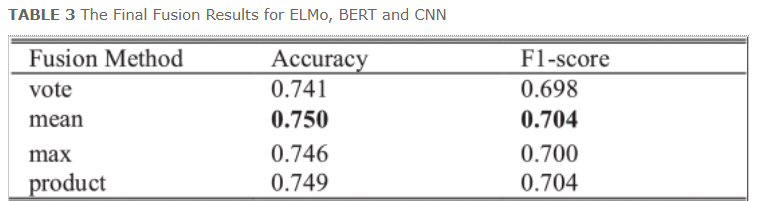 TABLE 3 The Final Fusion Results for ELMo, BERT and CNN
Fusion Method Accuracy F1-score
vote 0.741 0.698
mean 0.750 0.704
max 0.746 0.700
product 0.749 0.704